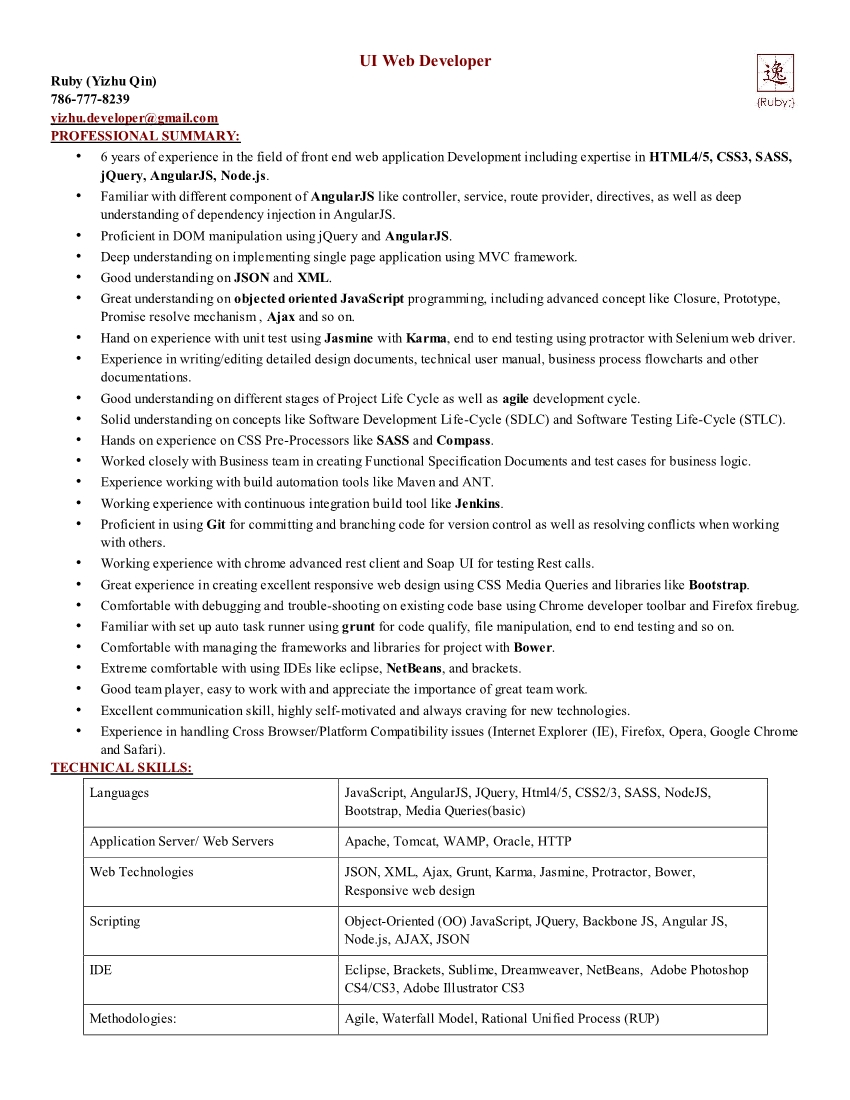 UI Web Developer
逸
{Ruby:}
Ruby (Yizhu Qin)
786-777-8239
yizhu.developer@gmail.com
PROFESSIONAL SUMMARY:
• 6 years of experience in the field of front end web application Development including expertise in HTML4/5, CSS3, SASS,
jQuery, AngularJS, Node.js.
• Familiar with different component of AngularJS like controller, service, route provider, directives, as well as deep
understanding of dependency injection in AngularJS.
• Proficient in DOM manipulation using jQuery and AngularJS.
• Deep understanding on implementing single page application using MVC framework.
• Good understanding on JSON and XML.
• Great understanding on objected oriented JavaScript programming, including advanced concept like Closure, Prototype,
Promise resolve mechanism , Ajax and so on.
• Hand on experience with unit test using Jasmine with Karma, end to end testing using protractor with Selenium web driver.
• Experience in writing/editing detailed design documents, technical user manual, business process flowcharts and other
documentations.
• Good understanding on different stages of Project Life Cycle as well as agile development cycle.
• Solid understanding on concepts like Software Development Life-Cycle (SDLC) and Software Testing Life-Cycle (STLC).
• Hands on experience on CSS Pre-Processors like SASS and Compass.
• Worked closely with Business team in creating Functional Specification Documents and test cases for business logic.
• Experience working with build automation tools like Maven and ANT.
• Working experience with continuous integration build tool like Jenkins.
• Proficient in using Git for committing and branching code for version control as well as resolving conflicts when working
with others.
• Working experience with chrome advanced rest client and Soap UI for testing Rest calls.
• Great experience in creating excellent responsive web design using CSS Media Queries and libraries like Bootstrap.
• Comfortable with debugging and trouble-shooting on existing code base using Chrome developer toolbar and Firefox firebug.
• Familiar with set up auto task runner using grunt for code qualify, file manipulation, end to end testing and so on.
• Comfortable with managing the frameworks and libraries for project with Bower.
• Extreme comfortable with using IDEs like eclipse, NetBeans, and brackets.
• Good team player, easy to work with and appreciate the importance of great team work.
• Excellent communication skill, highly self-motivated and always craving for new technologies.
• Experience in handling Cross Browser/Platform Compatibility issues (Internet Explorer (IE), Firefox, Opera, Google Chrome
and Safari).
TECHNICAL SKILLS:
Languages
JavaScript, AngularJS, JQuery, Html4/5, CSS2/3, SASS, NodeJS,
Bootstrap, Media Queries(basic)
Application Server/ Web Servers
Apache, Tomcat, WAMP, Oracle, HTTP
Web Technologies
JSON, XML, Ajax, Grunt, Karma, Jasmine, Protractor, Bower,
Responsive web design
Scripting
Object-Oriented (OO) JavaScript, JQuery, Backbone JS, Angular JS,
Node.js, AJAX, JSON
IDE
Eclipse, Brackets, Sublime, Dreamweaver, NetBeans, Adobe Photoshop
CS4/CS3, Adobe Illustrator CS3
Methodologies:
Agile, Waterfall Model, Rational Unified Process (RUP)